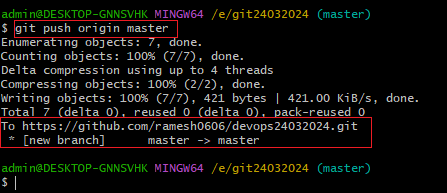 admin@DESKTOP-GNNSVHK MINGW64 /e/git24032024 (master)
$ git push origin master
Enumerating objects: 7, done.
Counting objects: 100% (7/7), done.
Delta compression using up to 4 threads
Compressing objects: 100% (2/2), done.
Writing objects: 100% (7/7), 421 bytes | 421.00 KiB/s, done.
Total 7 (delta 0), reused 0 (delta 0), pack-reused 0
To https://github.com/ramesh0606/devops24032024.git
 * [new branch]      master -> master
admin@DESKTOP-GNNSVHK MINGW64 /e/git24032024 (master)
$